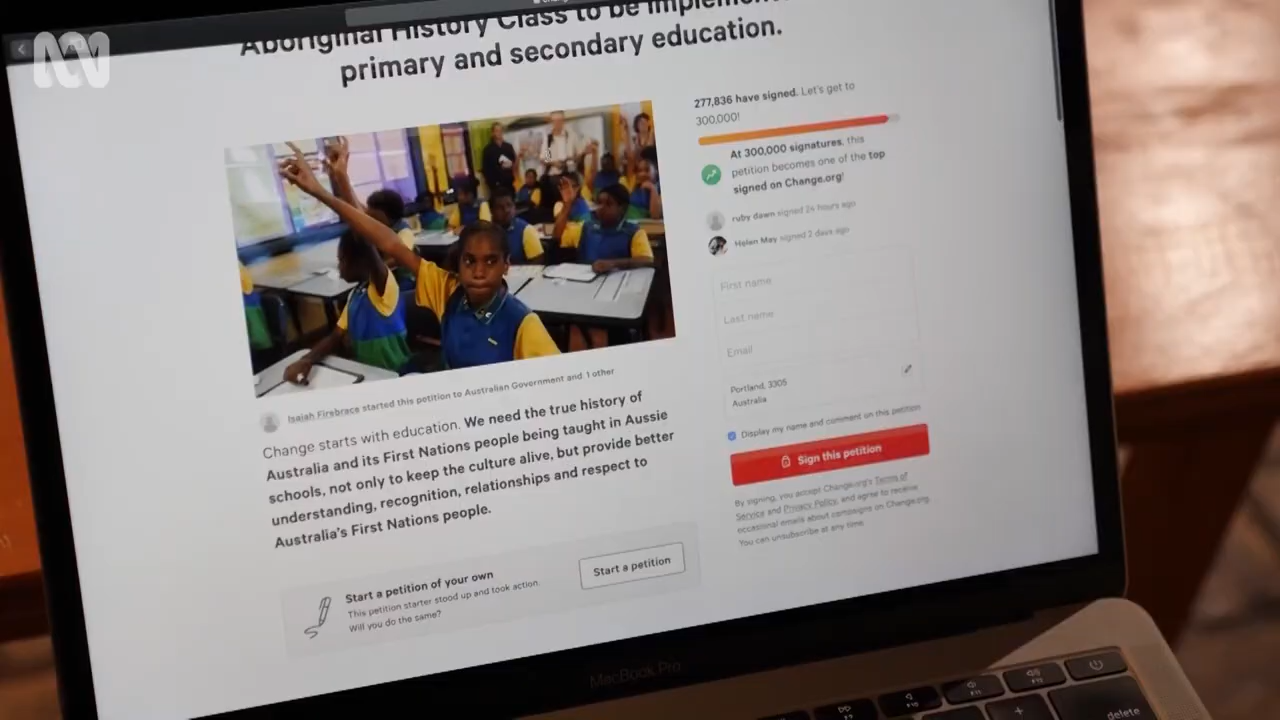 Aboriginal History Class to be
primary and secondary education.
277,836 have signed. Let's get to
300,000!
At 300,000 signatures, this
petition becomes one of the top
signed on Change.org!
ruby dawn signed 24 hours ago
Helen May signed 2 days ago
First name
Last name
Email
Portland, 3305
Australia
Display my name and comment on this petition
Sign this petition
By signing, you accept Change.org's Terms of
Service and Privacy Policy, and agree to receive
occasional emails about campaigns on Change.org.
You can unsubscribe at any time.
Isaiah Firebrace started this petition to Australian Government and 1 other
Change starts with education. We need the true history of
Australia and its First Nations people being taught in Aussie
schools, not only to keep the culture alive, but provide better
understanding, recognition, relationships and respect to
Australia's First Nations people.
Start a petition of your own
This petition starter stood up and took action.
Will you do the same?
Start a petition
MacBook Pro
F10
F11
F12
delete